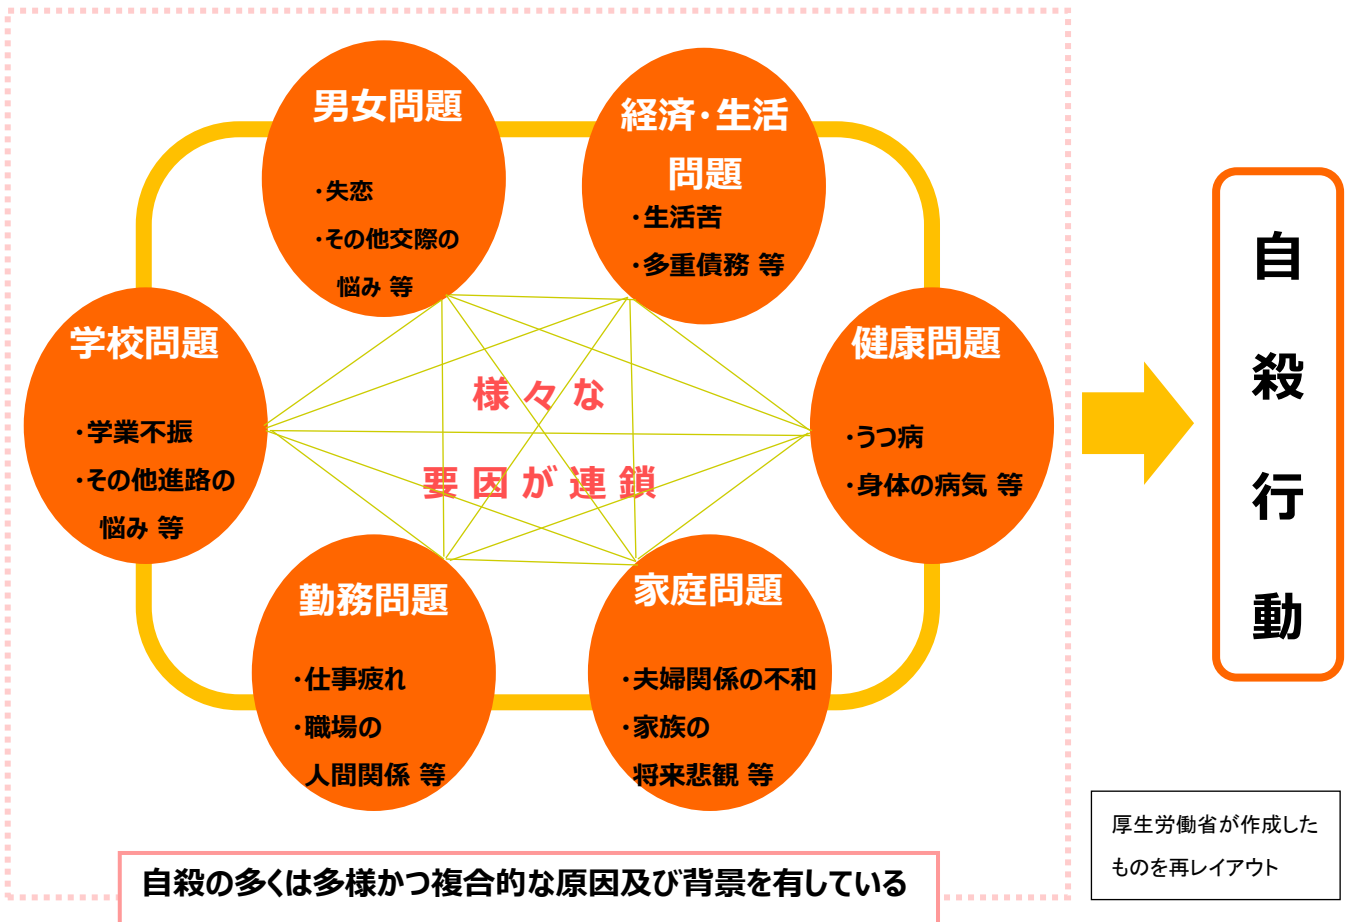 男女問題
・失恋
・その他交際の
悩み 等
経済・生活
問題
・生活苦
・多重債務 等
学校問題
・学業不振
・その他進路の
悩み 等
様々な
要因が連鎖
健康問題
・うつ病
・身体の病気 等
勤務問題
・仕事疲れ
・職場の
人間関係 等
家庭問題
・夫婦関係の不和
・家族の
将来悲観 等
自殺行動
自殺の多くは多様かつ複合的な原因及び背景を有している
厚生労働省が作成した
ものを再レイアウト